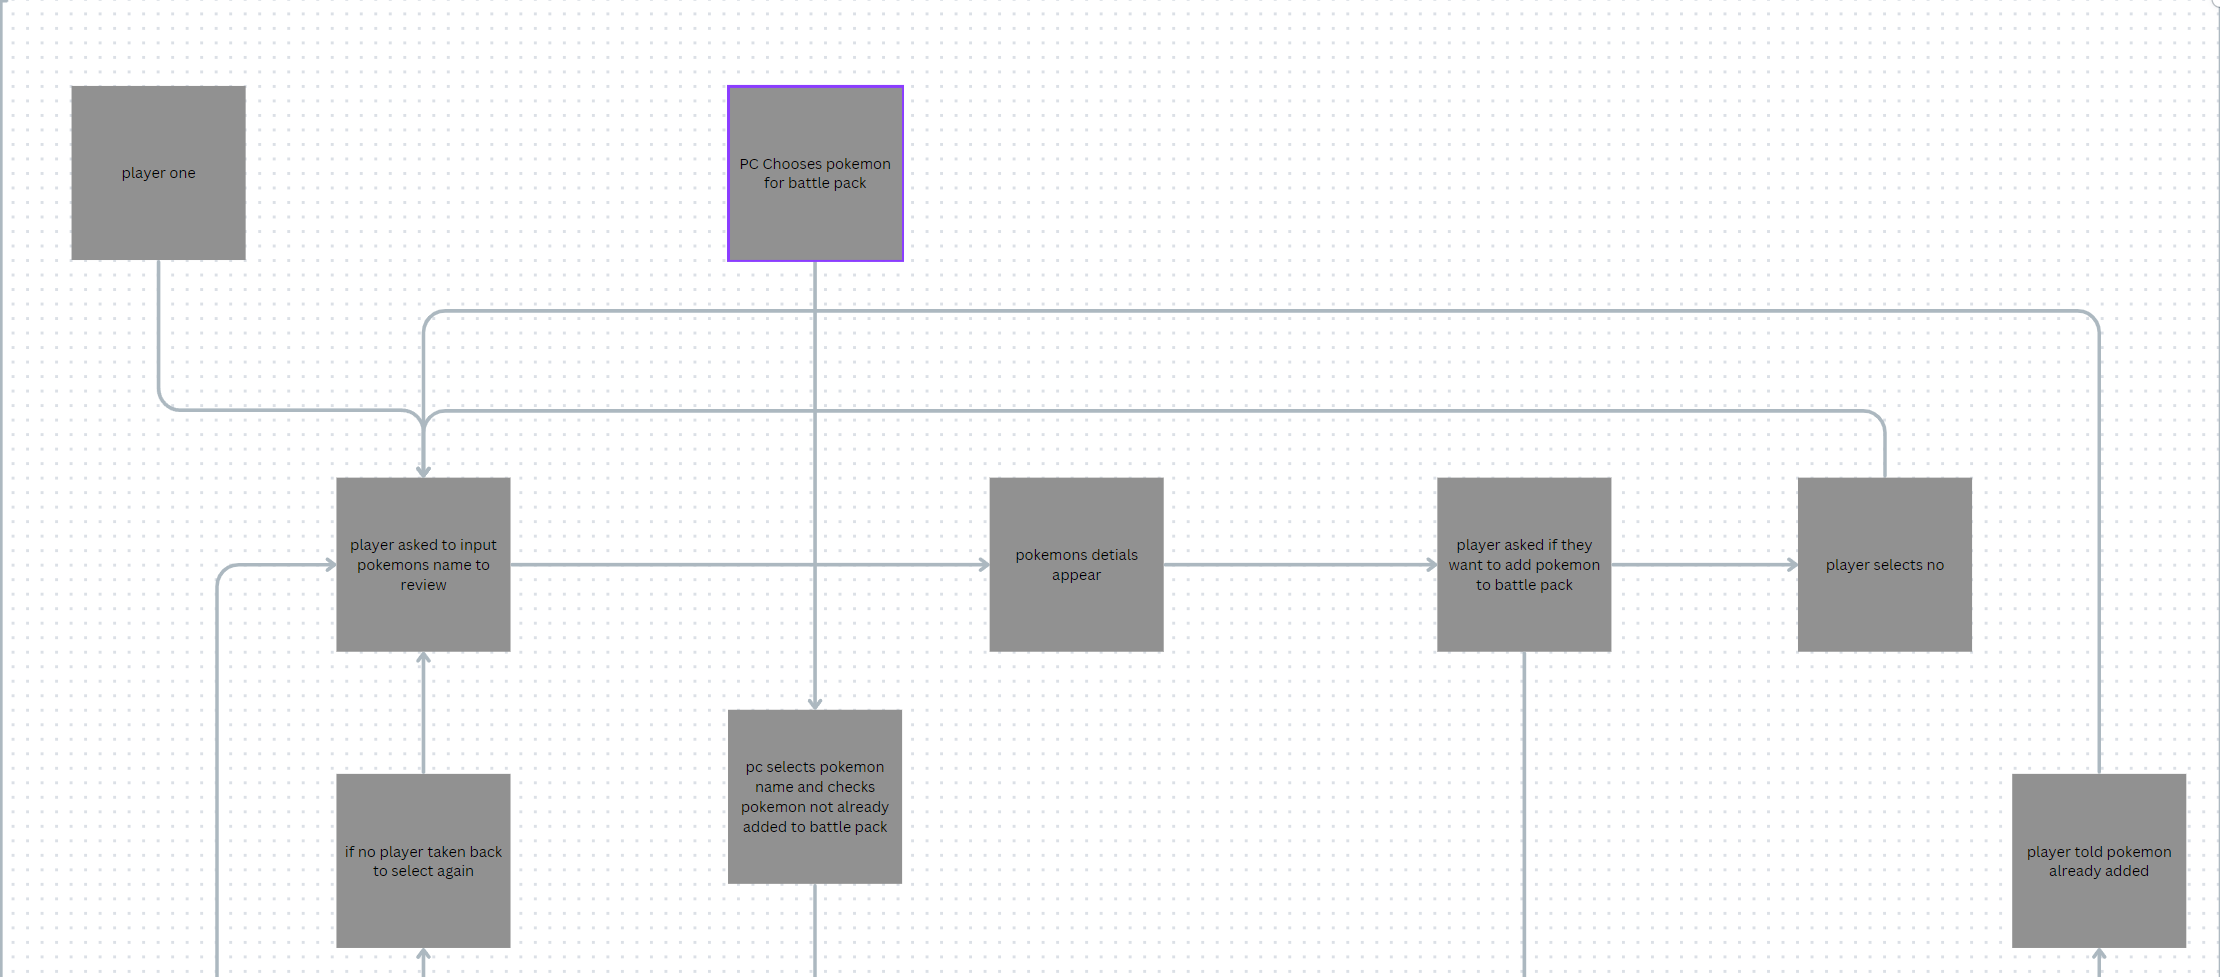 player one
PC Chooses pokemon
for battle pack
player asked to input
pokemons name to
review
pokemons detials
appear
player asked if they
want to add pokemon
to battle pack
player selects no
pc selects pokemon
name and checks
pokemon not already
added to battle pack
if no player taken back
to select again
player told pokemon
already added